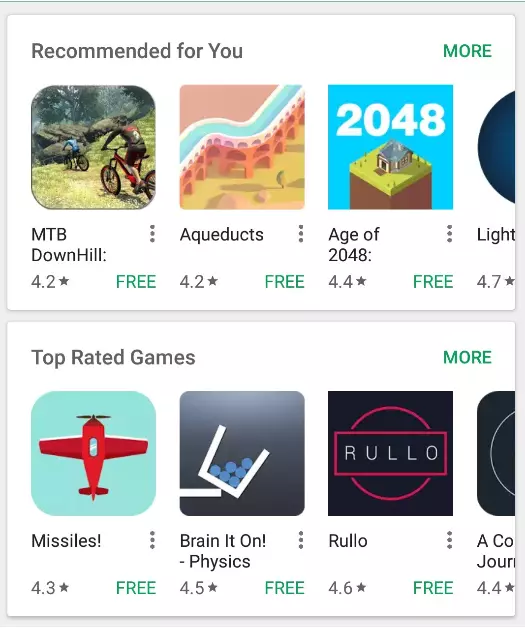 Recommended for You MORE
2048
MTB Aqueducts Age of Light
DownHill: 2048:
4.2★ FREE 4.2★ FREE 4.4★ FREE 4.7★
Top Rated Games MORE
RULLO
Missiles! Brain It On! Rullo A Co
- Physics Jour
4.3★ FREE 4.5★ FREE 4.6★ FREE 4.4★